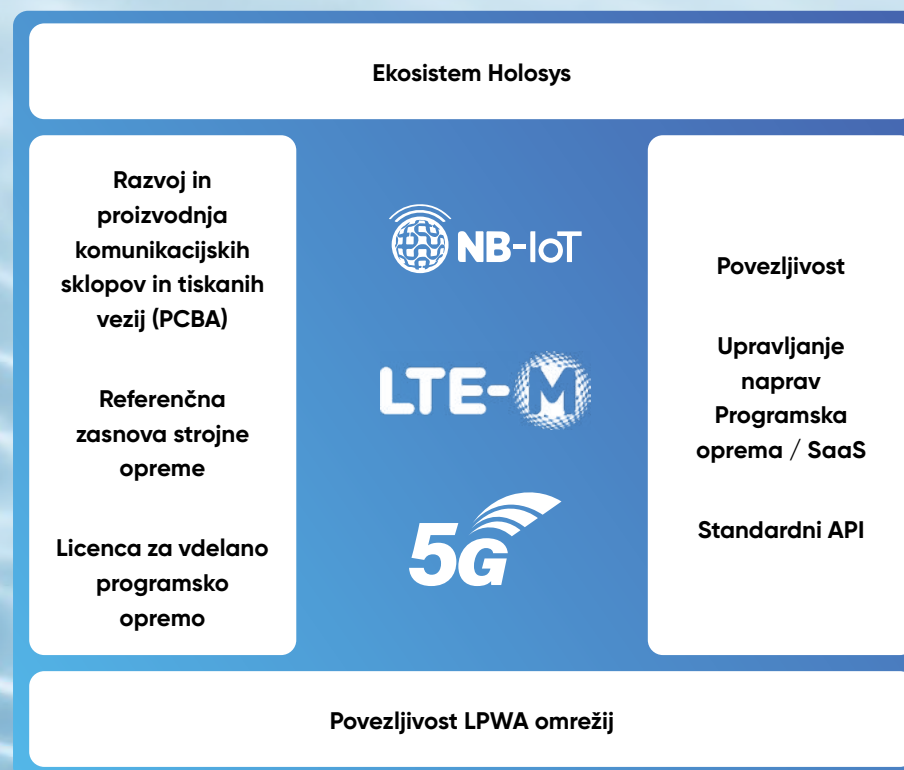 Ekosistem Holosys
Razvoj in
proizvodnja
komunikacijskih
sklopov in tiskanih
vezij (PCBA)
Referenčna
zasnova strojne
opreme
Licenca za vdelano
programsko
opremo
NB-IoT
LTE-M
5G
Povezljivost
Upravljanje
naprav
Programska
oprema / SaaS
Standardni API
Povezljivost LPWA omrežij